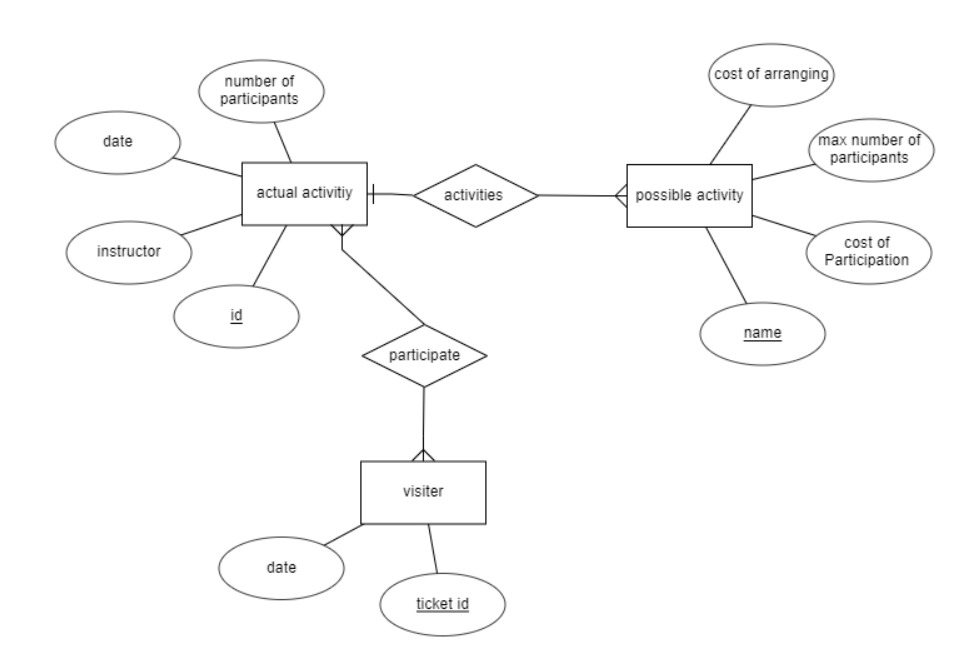 cost of arranging
number of
participants
date
max number of
participants
actual activitiy
activities
possible activity
instructor
cost of
Participation
id
name
participate
visiter
date
ticket id